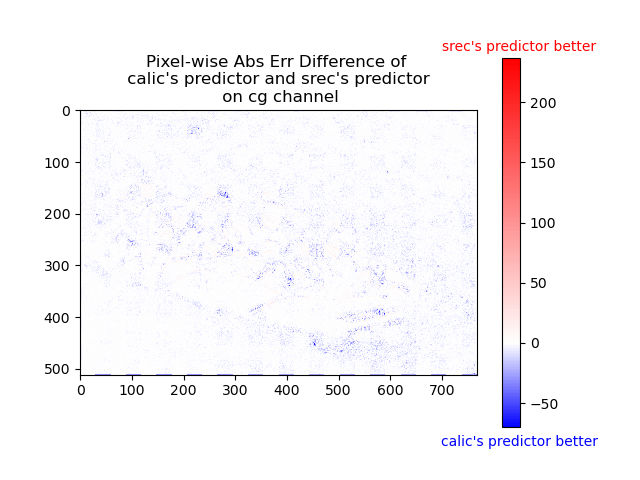 srec's predictor better
Pixel-wise Abs Err Difference of
calic's predictor and srec's predictor
on cg channel
0
100
200
300
400
500
0 100 200 300 400 500 600 700
200
150
100
50
0
−50
calic's predictor better